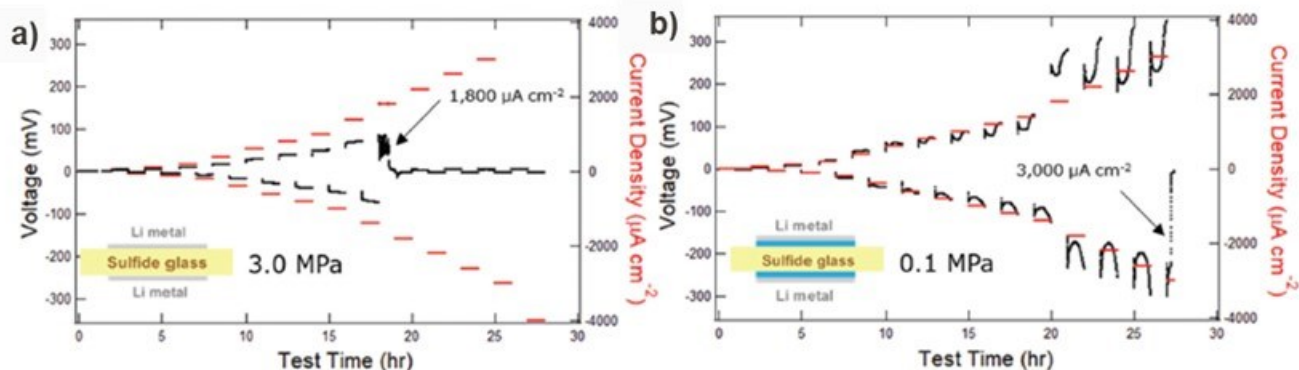 a)
300
200
100
0
-100
-200
-300
Voltage (mV)
4000
2000
0
-2000
-4000
Current Density (µA cm⁻²)
1,800 µA cm⁻²
Li metal
Sulfide glass
Li metal
3.0 MPa
0 5 10 15 20 25 30
Test Time (hr)
b)
300
200
100
0
-100
-200
-300
Voltage (mV)
4000
2000
0
-2000
-4000
Current Density (µA cm⁻²)
3,000 µA cm⁻²
Li metal
Sulfide glass
Li metal
0.1 MPa
0 5 10 15 20 25 30
Test Time (hr)